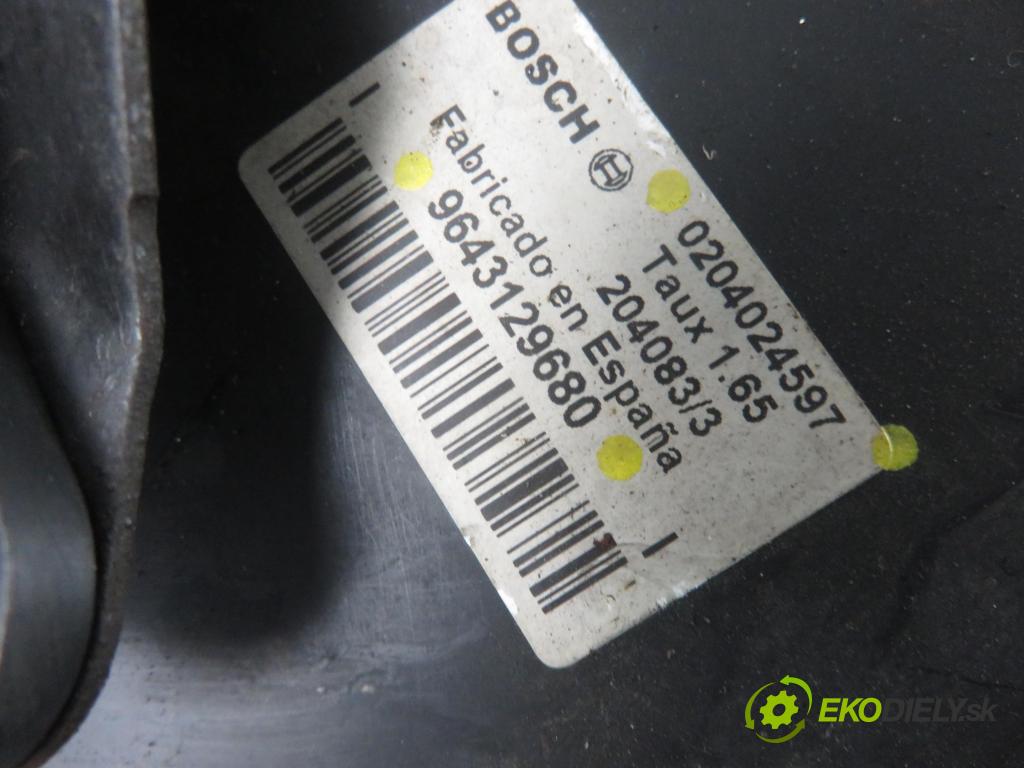 BOSCH
0204024597
Taux 1.65
204083/3
Fabricado en España
9643129680
EKODIELY.sk